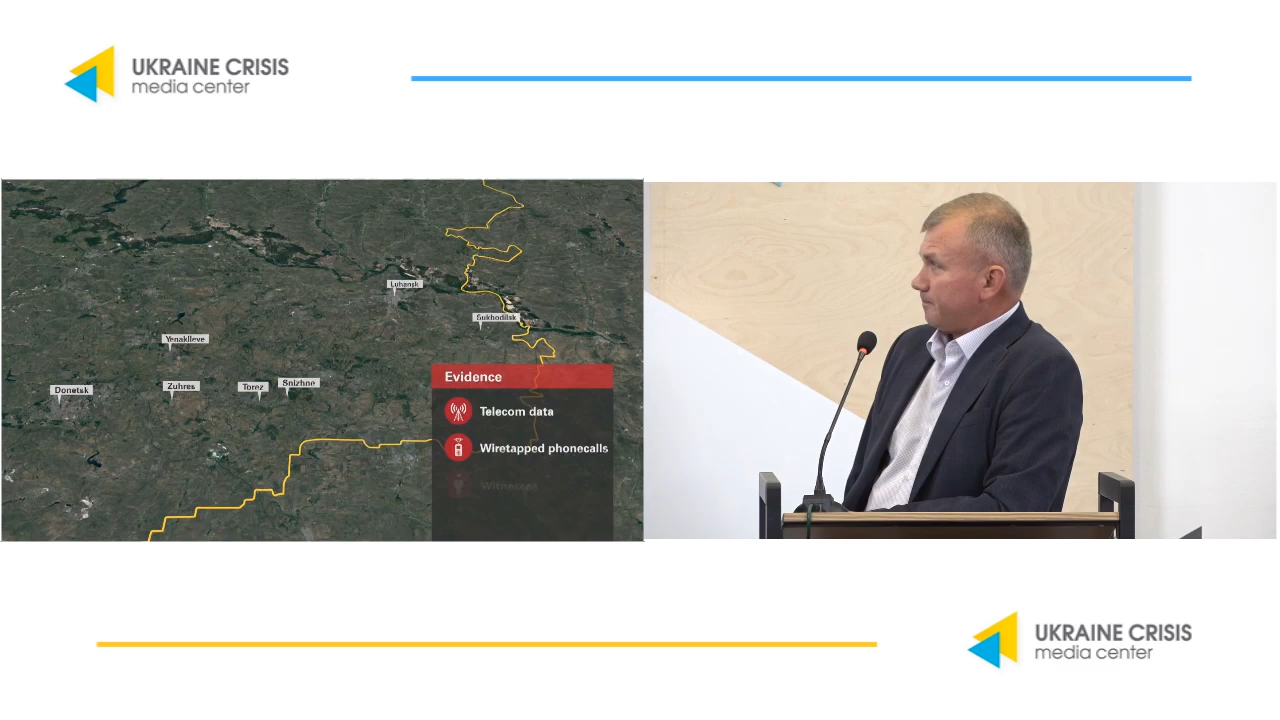 UKRAINE CRISIS
media center
Luhansk
Sukhodilsk
Yenakiieve
Donetsk
Zuhres
Torez
Snizhne
Evidence
Telecom data
Wiretapped phonecalls
Witnesses
UKRAINE CRISIS
media center